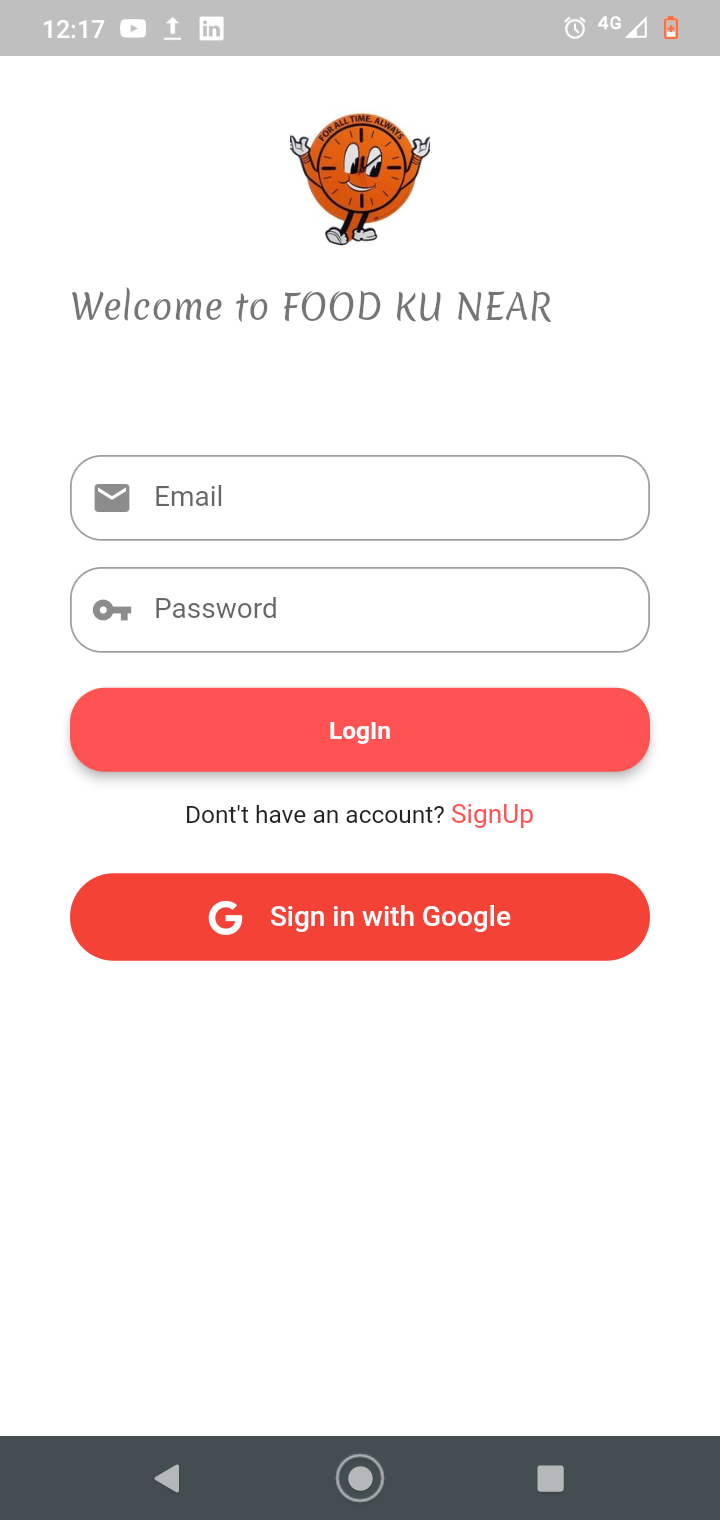 12:17
4G
FOR ALL TIME. ALWAYS
Welcome to FOOD KU NEAR
Email
Password
LogIn
Dont't have an account? SignUp
Sign in with Google